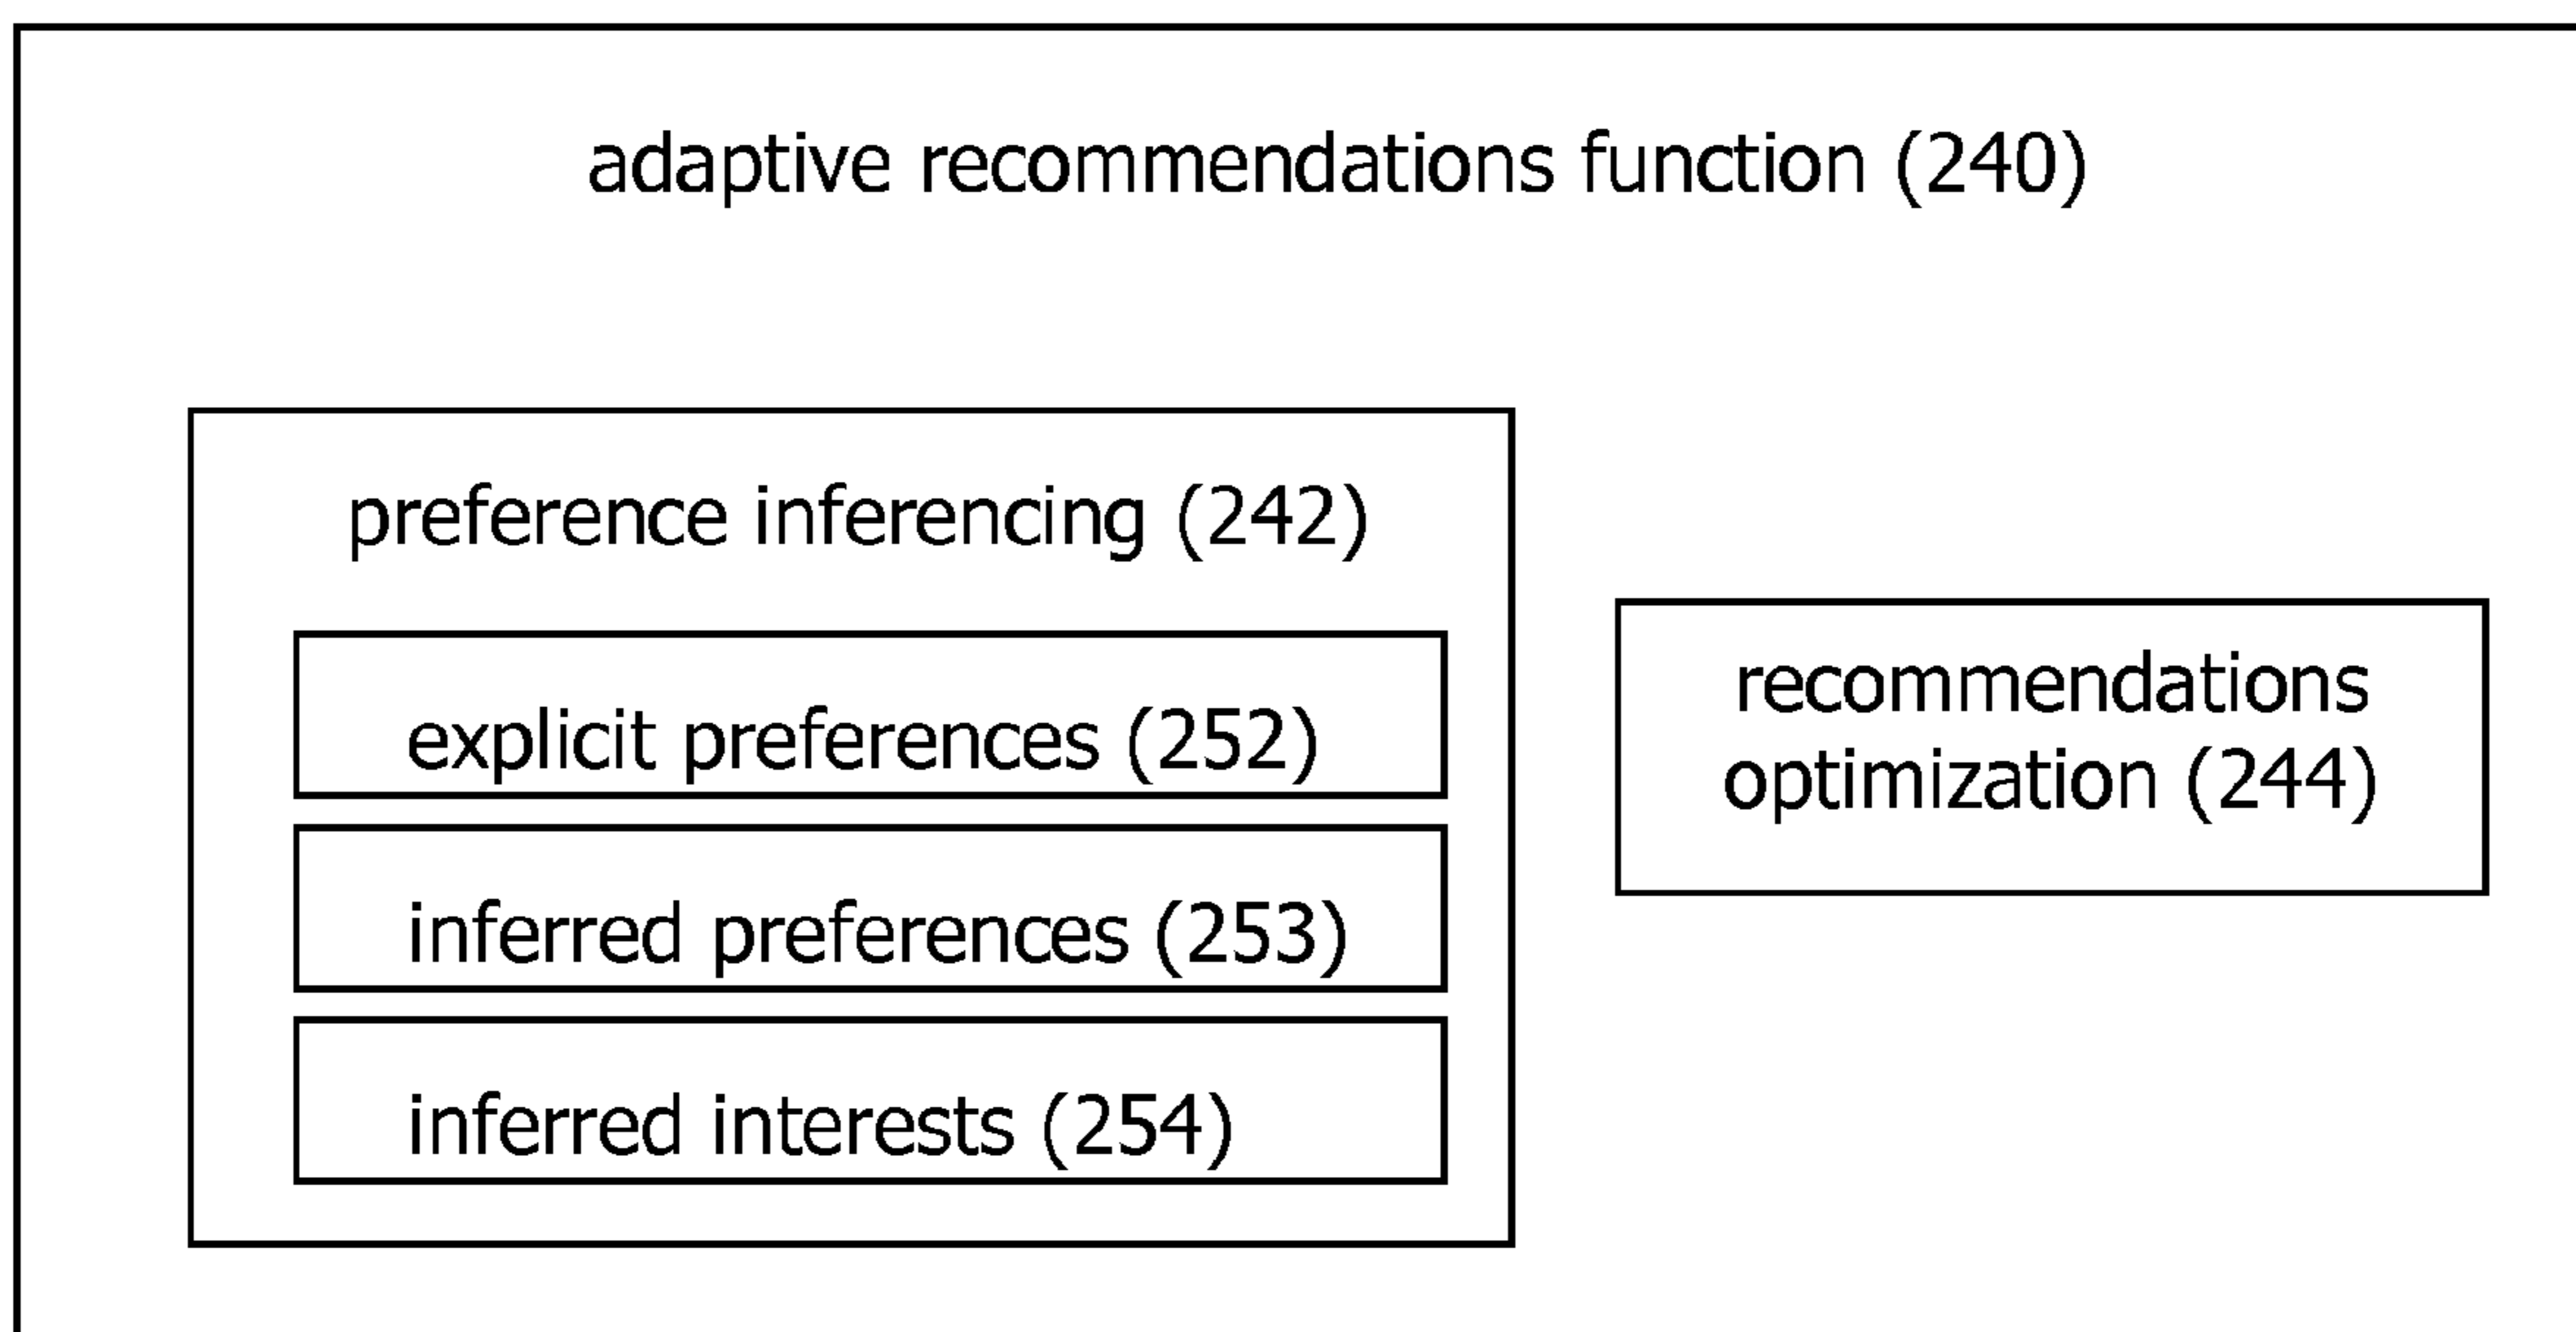 adaptive recommendations function (240)
preference inferencing (242)
explicit preferences (252)
inferred preferences (253)
inferred interests (254)
recommendations
optimization (244)